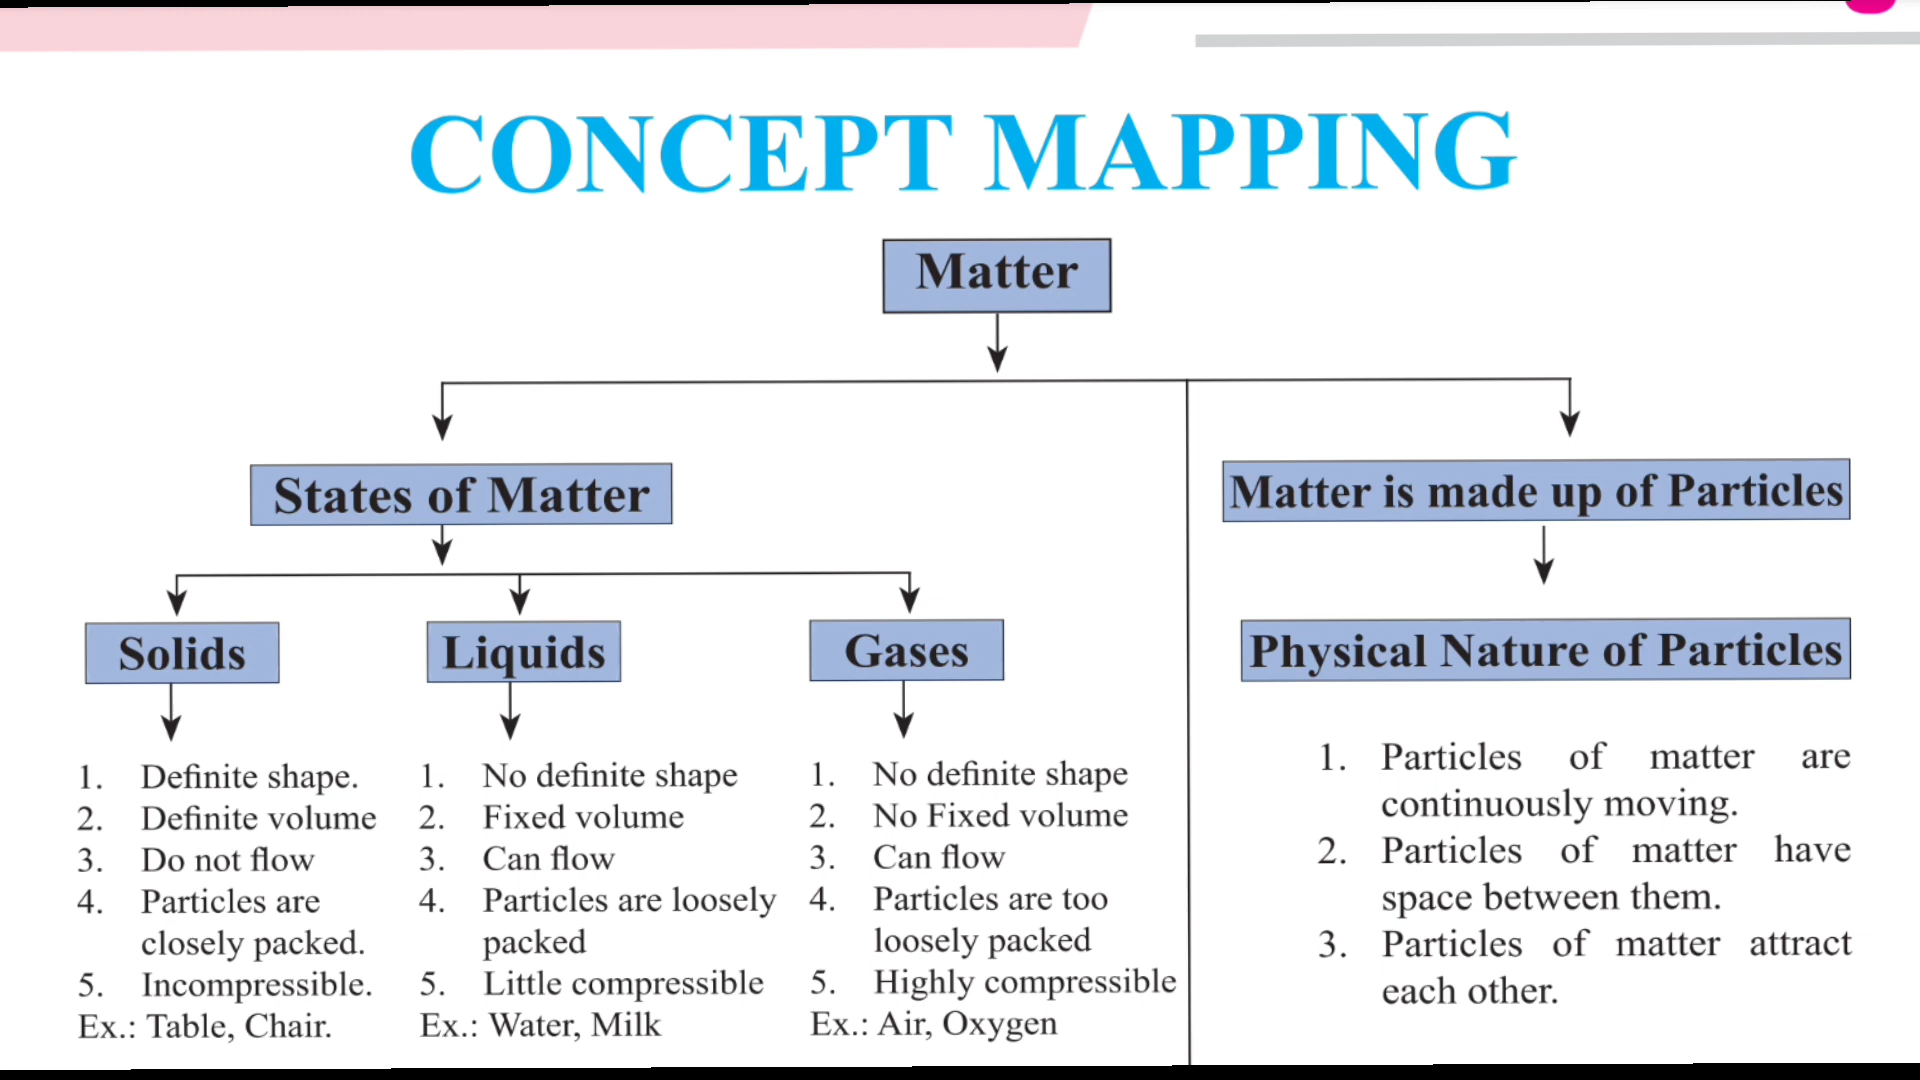 CONCEPT MAPPING
Matter
States of Matter
Matter is made up of Particles
Solids
Liquids
Gases
Physical Nature of Particles
1. Definite shape.
2. Definite volume
3. Do not flow
4. Particles are
closely packed.
5. Incompressible.
Ex.: Table, Chair.
1. No definite shape
2. Fixed volume
3. Can flow
4. Particles are loosely
packed
5. Little compressible
Ex.: Water, Milk
1. No definite shape
2. No Fixed volume
3. Can flow
4. Particles are too
loosely packed
5. Highly compressible
Ex.: Air, Oxygen
1. Particles of matter are
continuously moving.
2. Particles of matter have
space between them.
3. Particles of matter attract
each other.